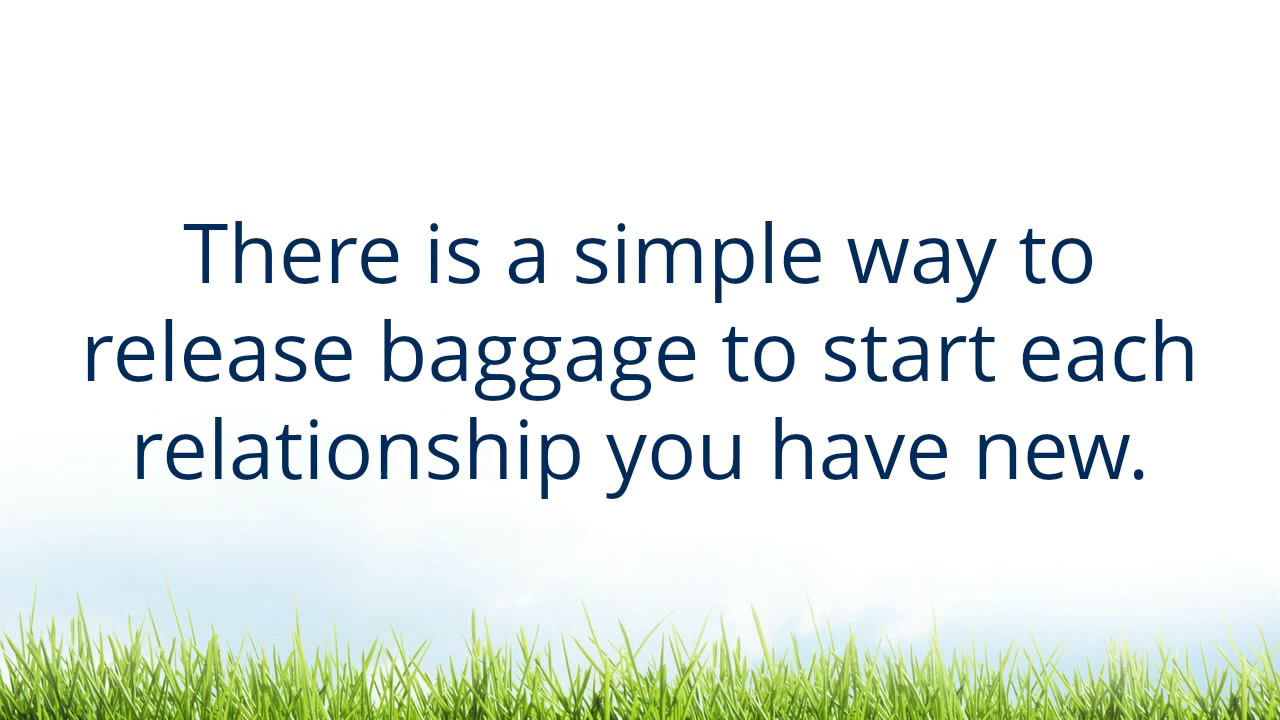 There is a simple way to
release baggage to start each
relationship you have new.